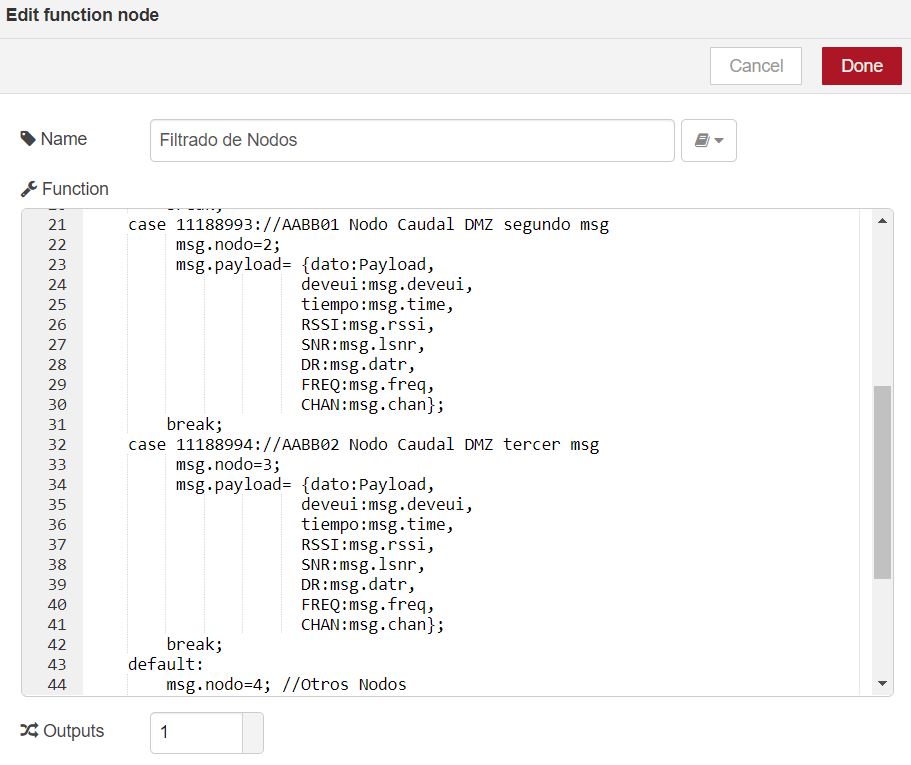 Edit function node
Cancel
Done
Name
Filtrado de Nodos
Function
21 case 11188993://AABB01 Nodo Caudal DMZ segundo msg
22 msg.nodo=2;
23 msg.payload= {dato:Payload,
24 deveui:msg.deveui,
25 tiempo:msg.time,
26 RSSI:msg.rssi,
27 SNR:msg.lsnr,
28 DR:msg.datr,
29 FREQ:msg.freq,
30 CHAN:msg.chan};
31 break;
32 case 11188994://AABB02 Nodo Caudal DMZ tercer msg
33 msg.nodo=3;
34 msg.payload= {dato:Payload,
35 deveui:msg.deveui,
36 tiempo:msg.time,
37 RSSI:msg.rssi,
38 SNR:msg.lsnr,
39 DR:msg.datr,
40 FREQ:msg.freq,
41 CHAN:msg.chan};
42 break;
43 default:
44 msg.nodo=4; //Otros Nodos
Outputs
1